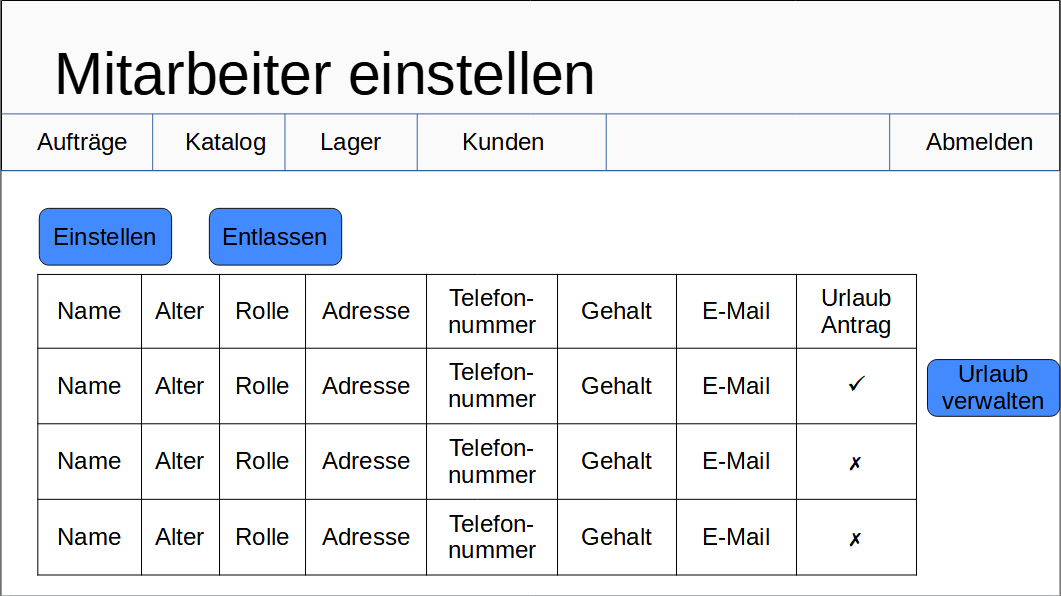 Mitarbeiter einstellen
Aufträge Katalog Lager Kunden Abmelden
Einstellen Entlassen
Name Alter Rolle Adresse Telefon-nummer Gehalt E-Mail Urlaub Antrag
Name Alter Rolle Adresse Telefon-nummer Gehalt E-Mail ✓ Urlaub verwalten
Name Alter Rolle Adresse Telefon-nummer Gehalt E-Mail ✗
Name Alter Rolle Adresse Telefon-nummer Gehalt E-Mail ✗